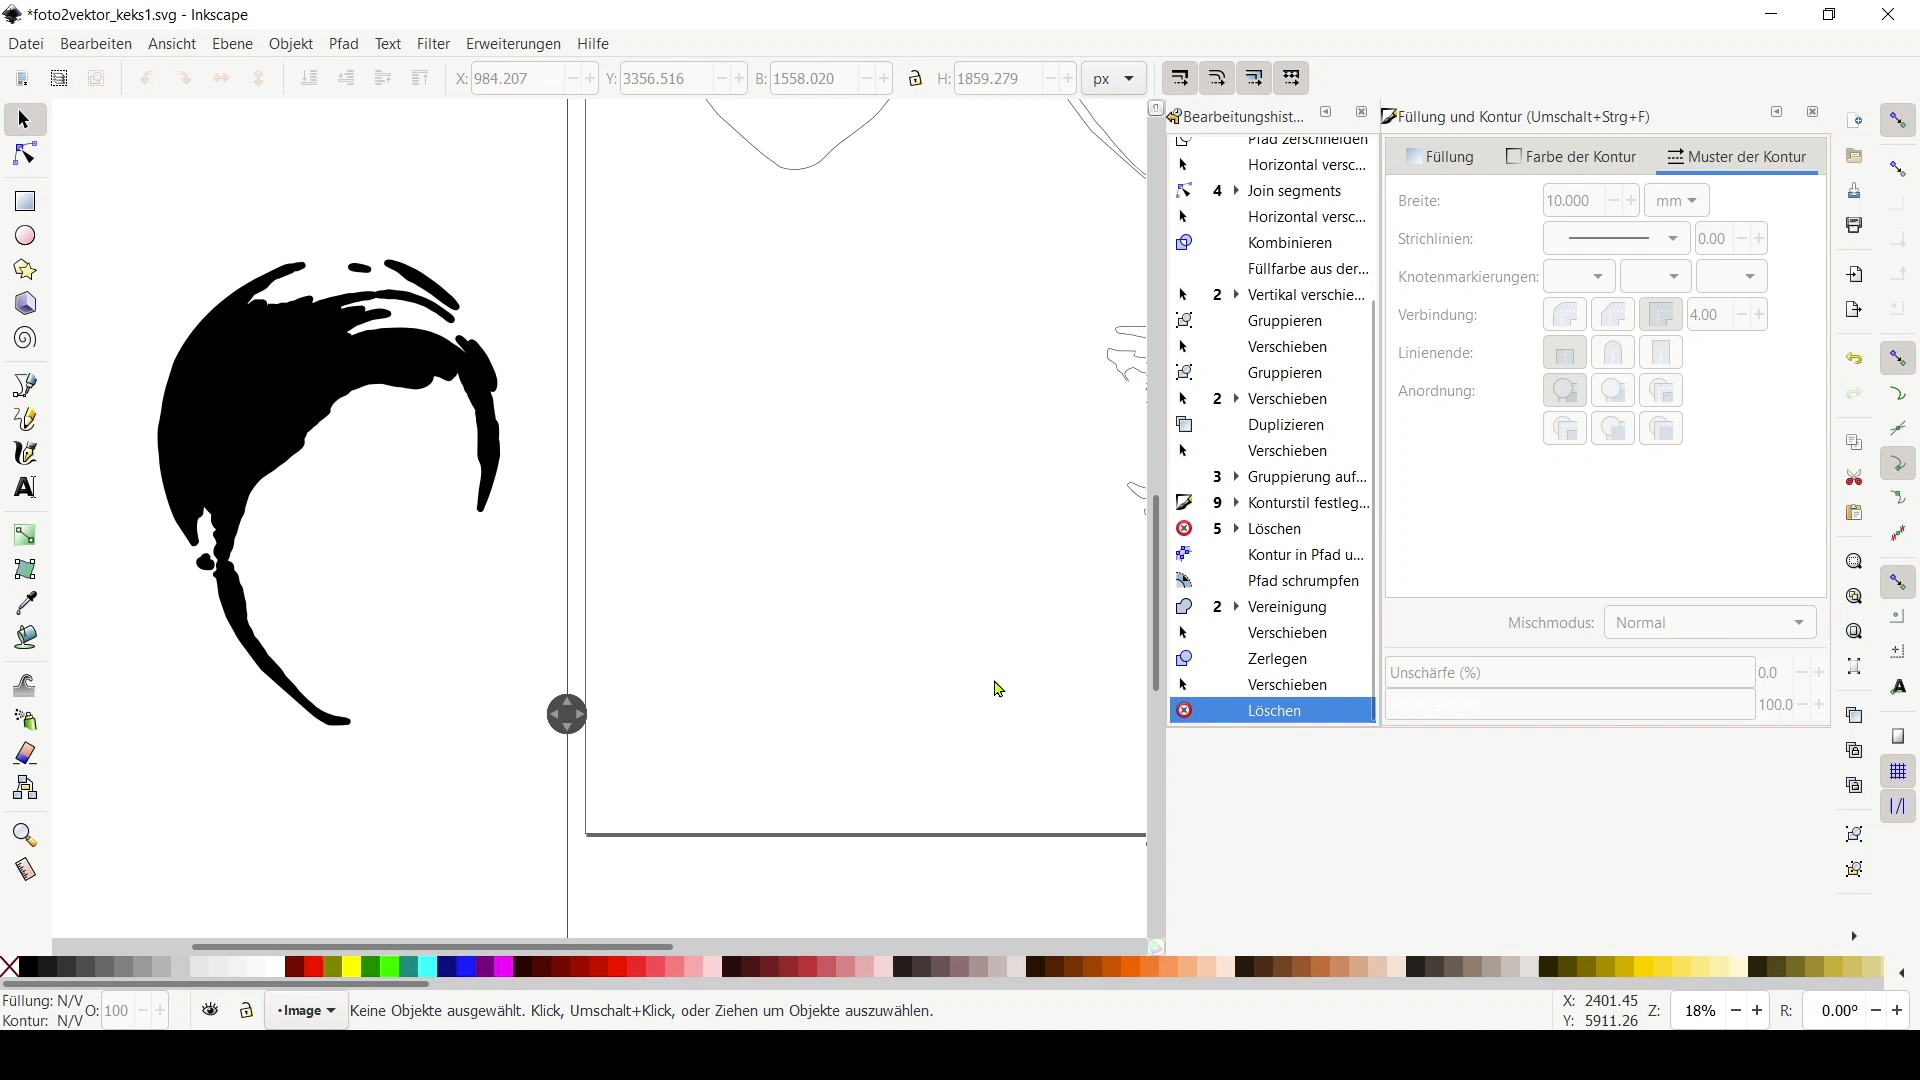 *foto2vektor_keks1.svg - Inkscape
Datei Bearbeiten Ansicht Ebene Objekt Pfad Text Filter Erweiterungen Hilfe
X: 984.207 Y: 3356.516 B: 1558.020 H: 1859.279 px
Bearbeitungshist...
Pfad zerschneiden
Horizontal versc...
4 Join segments
Horizontal versc...
Kombinieren
Füllfarbe aus der...
2 Vertikal verschie...
Gruppieren
Verschieben
Gruppieren
2 Verschieben
Duplizieren
Verschieben
3 Gruppierung auf...
9 Konturstil festleg...
5 Löschen
Kontur in Pfad u...
Pfad schrumpfen
2 Vereinigung
Verschieben
Zerlegen
Verschieben
Löschen
Füllung und Kontur (Umschalt+Strg+F)
Füllung Farbe der Kontur Muster der Kontur
Breite: 10.000 mm
Strichlinien: 0.00
Knotenmarkierungen:
Verbindung: 4.00
Linienende:
Anordnung:
Mischmodus: Normal
Unschärfe (%) 0.0
100.0
Füllung: N/V
Kontur: N/V
O: 100
•Image
Keine Objekte ausgewählt. Klick, Umschalt+Klick, oder Ziehen um Objekte auszuwählen.
X: 2401.45
Y: 5911.26
Z: 18%
R: 0.00°